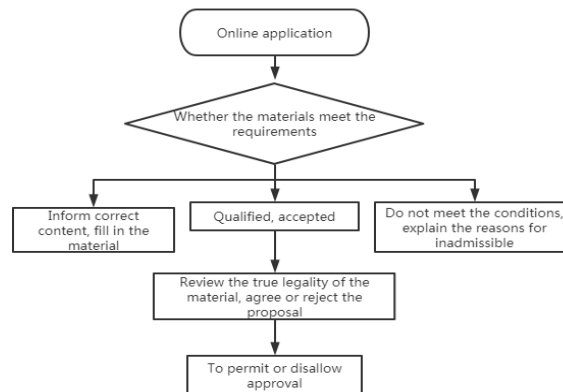 Online application
Whether the materials meet the
requirements
Inform correct
content, fill in the
material
Qualified, accepted
Do not meet the conditions,
explain the reasons for
inadmissible
Review the true legality of the
material, agree or reject the
proposal
To permit or disallow
approval